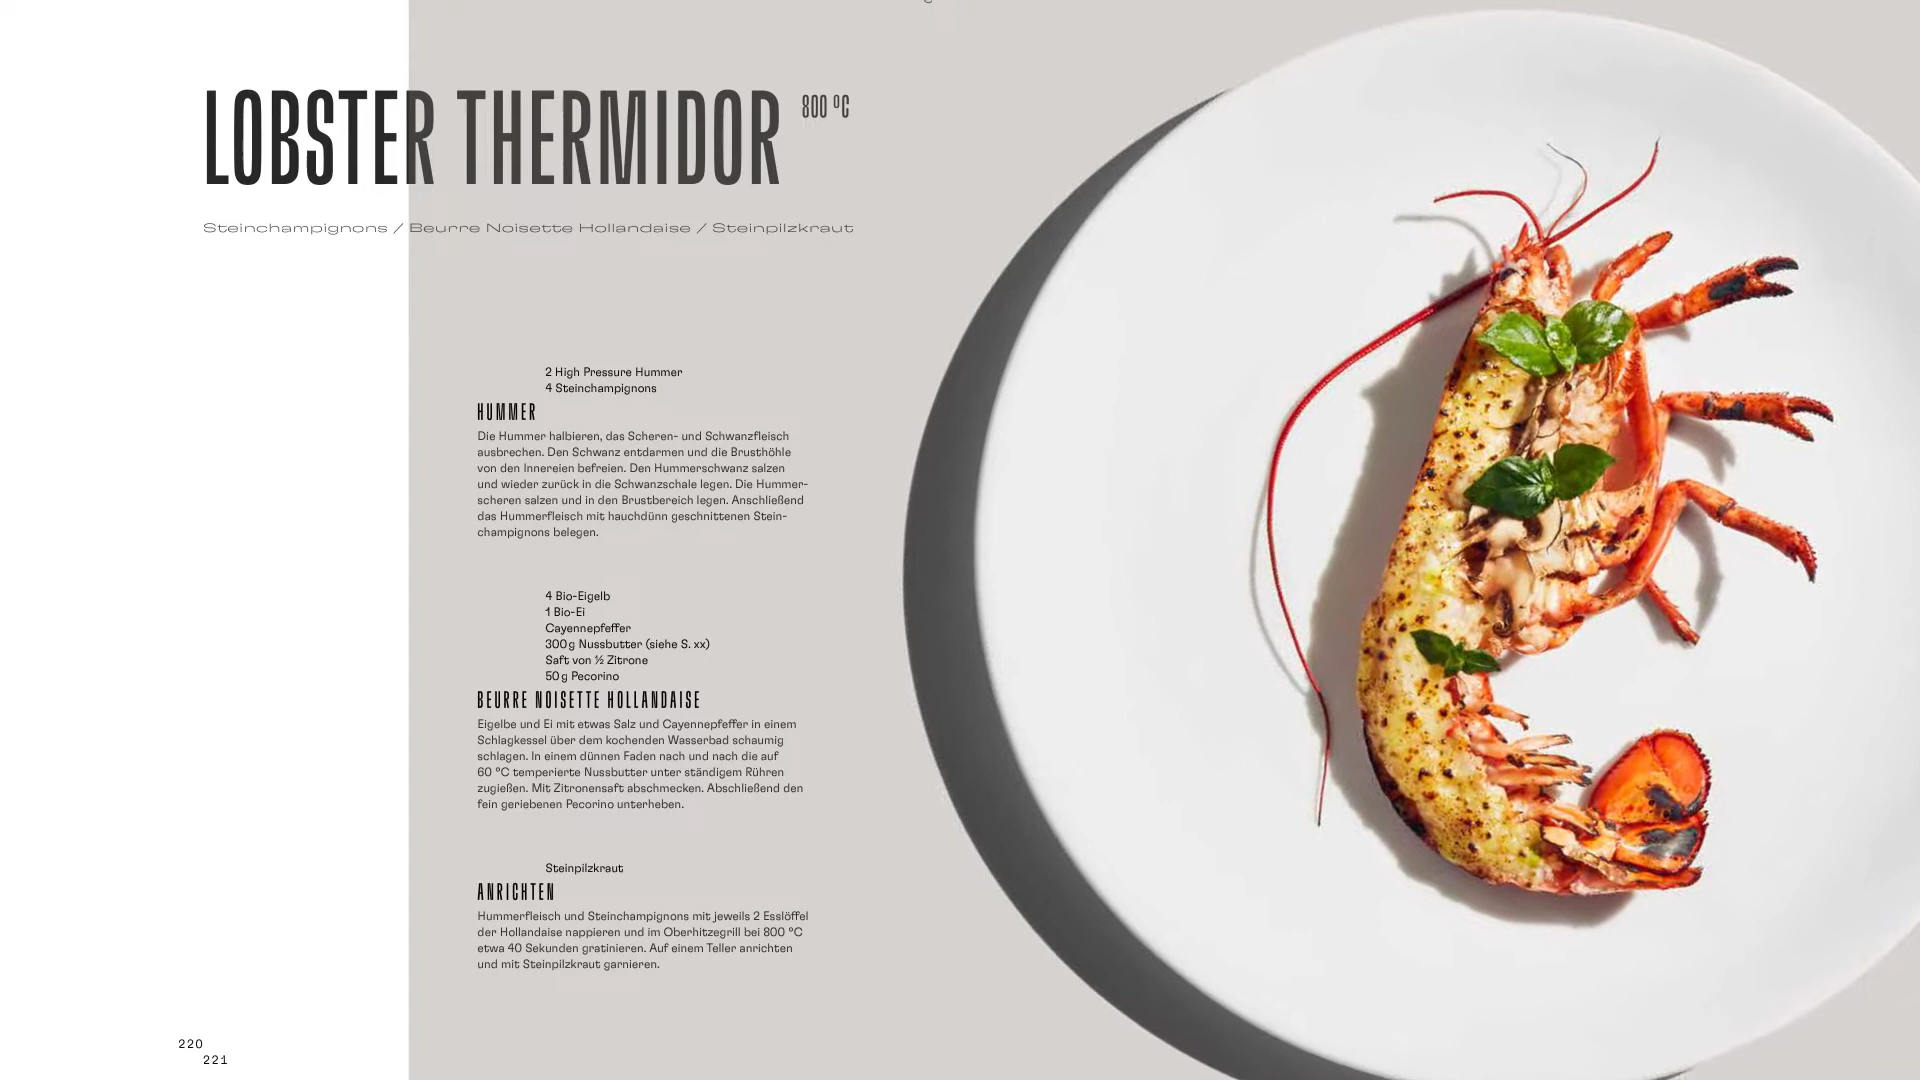 LOBSTER THERMIDOR 800 °C
Steinchampignons / Beurre Noisette Hollandaise / Steinpilzkraut
2 High Pressure Hummer
4 Steinchampignons
HUMMER
Die Hummer halbieren, das Scheren- und Schwanzfleisch
ausbrechen. Den Schwanz entdarmen und die Brusthöhle
von den Innereien befreien. Den Hummerschwanz salzen
und wieder zurück in die Schwanzschale legen. Die Hummer-
scheren salzen und in den Brustbereich legen. Anschließend
das Hummerfleisch mit hauchdünn geschnittenen Stein-
champignons belegen.
4 Bio-Eigelb
1 Bio-Ei
Cayennepfeffer
300 g Nussbutter (siehe S. xx)
Saft von ½ Zitrone
50 g Pecorino
BEURRE NOISETTE HOLLANDAISE
Eigelbe und Ei mit etwas Salz und Cayennepfeffer in einem
Schlagkessel über dem kochenden Wasserbad schaumig
schlagen. In einem dünnen Faden nach und nach die auf
60 °C temperierte Nussbutter unter ständigem Rühren
zugießen. Mit Zitronensaft abschmecken. Abschließend den
fein geriebenen Pecorino unterheben.
Steinpilzkraut
ANRICHTEN
Hummerfleisch und Steinchampignons mit jeweils 2 Esslöffel
der Hollandaise nappieren und im Oberhitzegrill bei 800 °C
etwa 40 Sekunden gratinieren. Auf einem Teller anrichten
und mit Steinpilzkraut garnieren.
220
221